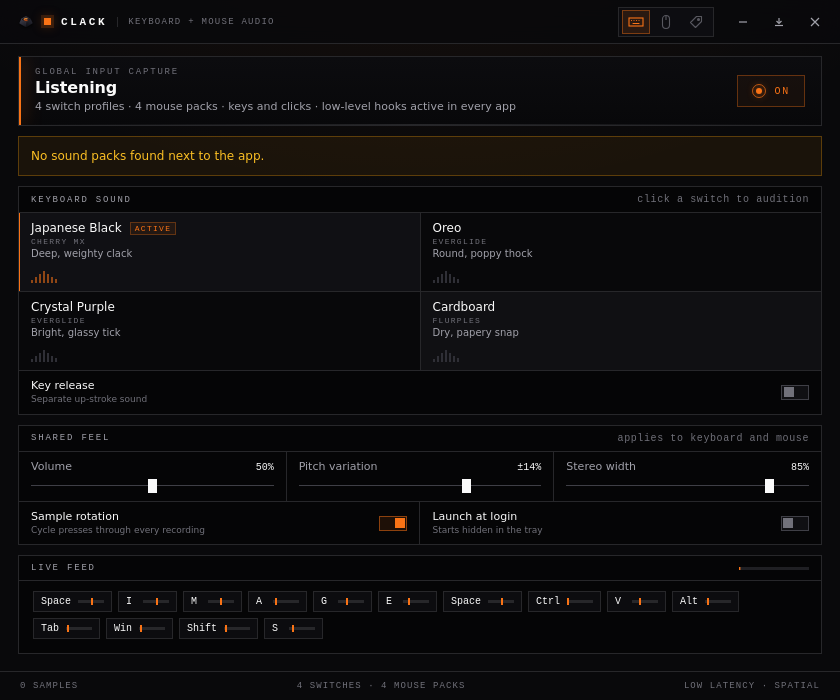 CLACK | KEYBOARD + MOUSE AUDIO
GLOBAL INPUT CAPTURE
Listening
4 switch profiles · 4 mouse packs · keys and clicks · low-level hooks active in every app
ON
No sound packs found next to the app.
KEYBOARD SOUND
click a switch to audition
Japanese Black ACTIVE
CHERRY MX
Deep, weighty clack
Oreo
EVERGLIDE
Round, poppy thock
Crystal Purple
EVERGLIDE
Bright, glassy tick
Cardboard
FLURPLES
Dry, papery snap
Key release
Separate up-stroke sound
SHARED FEEL
applies to keyboard and mouse
Volume 50%
Pitch variation ±14%
Stereo width 85%
Sample rotation
Cycle presses through every recording
Launch at login
Starts hidden in the tray
LIVE FEED
Space I M A G E Space Ctrl V Alt
Tab Win Shift S
0 SAMPLES
4 SWITCHES · 4 MOUSE PACKS
LOW LATENCY · SPATIAL